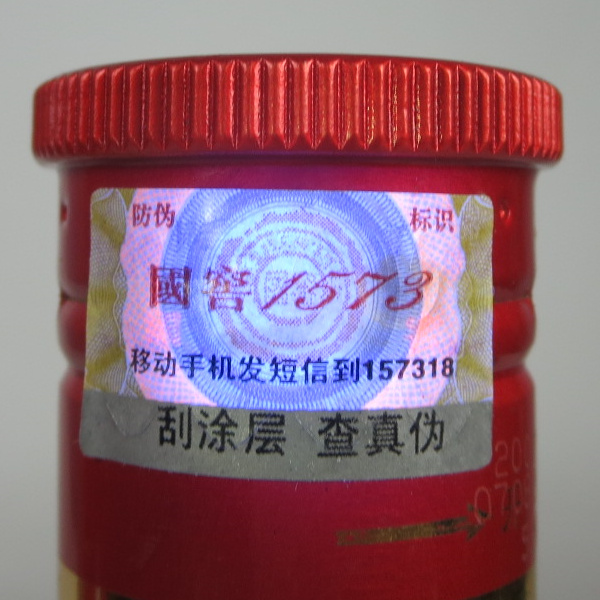 防伪 标识
國窖1573
移动手机发短信到157318
刮涂层 查真伪